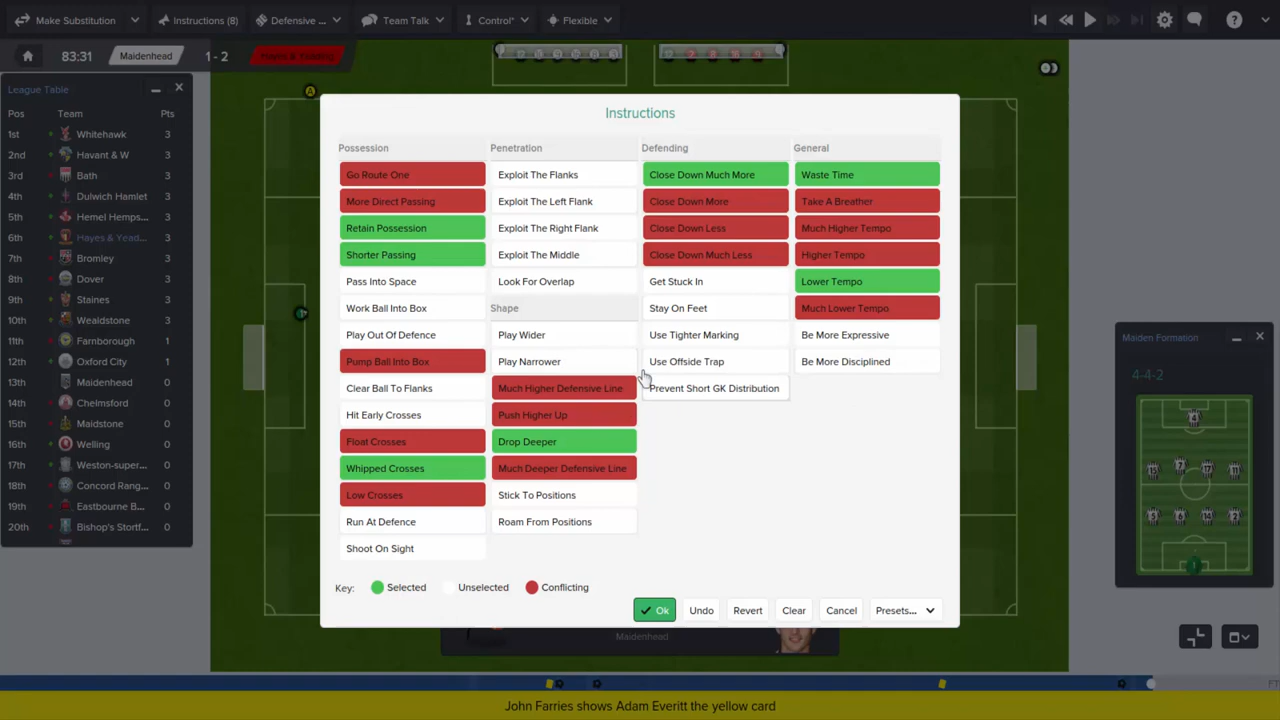 Make Substitution
Instructions (8)
Defensive ...
Team Talk
Control*
Flexible
83:31
Maidenhead
1 - 2
Hayes & Yeading
League Table
Pos Team Pts
1st Whitehawk 3
2nd Havant & W 3
3rd Bath 3
4th Dulwich Hamlet 3
5th Hemel Hemps... 3
6th Hayes & Yead... 3
7th Bromley 3
8th Dover 3
9th Staines 3
10th Wealdstone 3
11th Farnborough 1
12th Oxford City 1
13th Maidenhead 0
14th Chelmsford 0
15th Maidstone 0
16th Welling 0
17th Weston-super... 0
18th Concord Rang... 0
19th Eastbourne B... 0
20th Bishop's Stortf... 0
Instructions
Possession
Go Route One
More Direct Passing
Retain Possession
Shorter Passing
Pass Into Space
Work Ball Into Box
Play Out Of Defence
Pump Ball Into Box
Clear Ball To Flanks
Hit Early Crosses
Float Crosses
Whipped Crosses
Low Crosses
Run At Defence
Shoot On Sight
Penetration
Exploit The Flanks
Exploit The Left Flank
Exploit The Right Flank
Exploit The Middle
Look For Overlap
Shape
Play Wider
Play Narrower
Much Higher Defensive Line
Push Higher Up
Drop Deeper
Much Deeper Defensive Line
Stick To Positions
Roam From Positions
Defending
Close Down Much More
Close Down More
Close Down Less
Close Down Much Less
Get Stuck In
Stay On Feet
Use Tighter Marking
Use Offside Trap
Prevent Short GK Distribution
General
Waste Time
Take A Breather
Much Higher Tempo
Higher Tempo
Lower Tempo
Much Lower Tempo
Be More Expressive
Be More Disciplined
Key: Selected Unselected Conflicting
Ok Undo Revert Clear Cancel Presets...
Maidenhead
Maiden Formation
4-4-2
John Farries shows Adam Everitt the yellow card